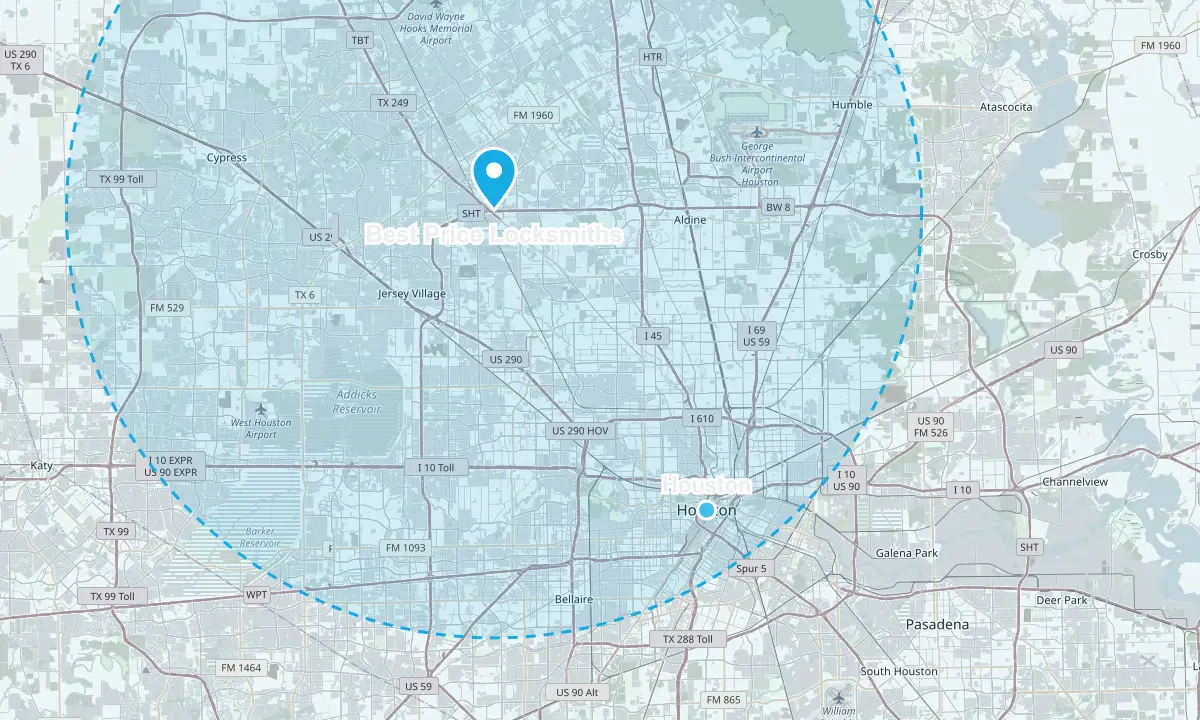 David Wayne
Hooks Memorial
Airport
US 290
TX 6
TBT
HTR
FM 1960
TX 249
FM 1960
Humble
Atascocita
George
Bush Intercontinental
Airport
Houston
Cypress
TX 99 Toll
SHT
BW 8
Aldine
Best Price Locksmiths
US 2
Crosby
Jersey Village
TX 6
FM 529
I 45
I 69
US 59
US 290
US 90
Addicks
Reservoir
West Houston
Airport
US 290 HOV
I 610
US 90
FM 526
Katy
I 10 EXPR
US 90 EXPR
I 10 Toll
Houston
I 10
US 90
I 10
Channelview
Houston
TX 99
Barker
Reservoir
FM 1093
SHT
Galena Park
Spur 5
TX 99 Toll
WPT
Bellaire
Deer Park
Pasadena
TX 288 Toll
FM 1464
South Houston
US 59
US 90 Alt
FM 865
William